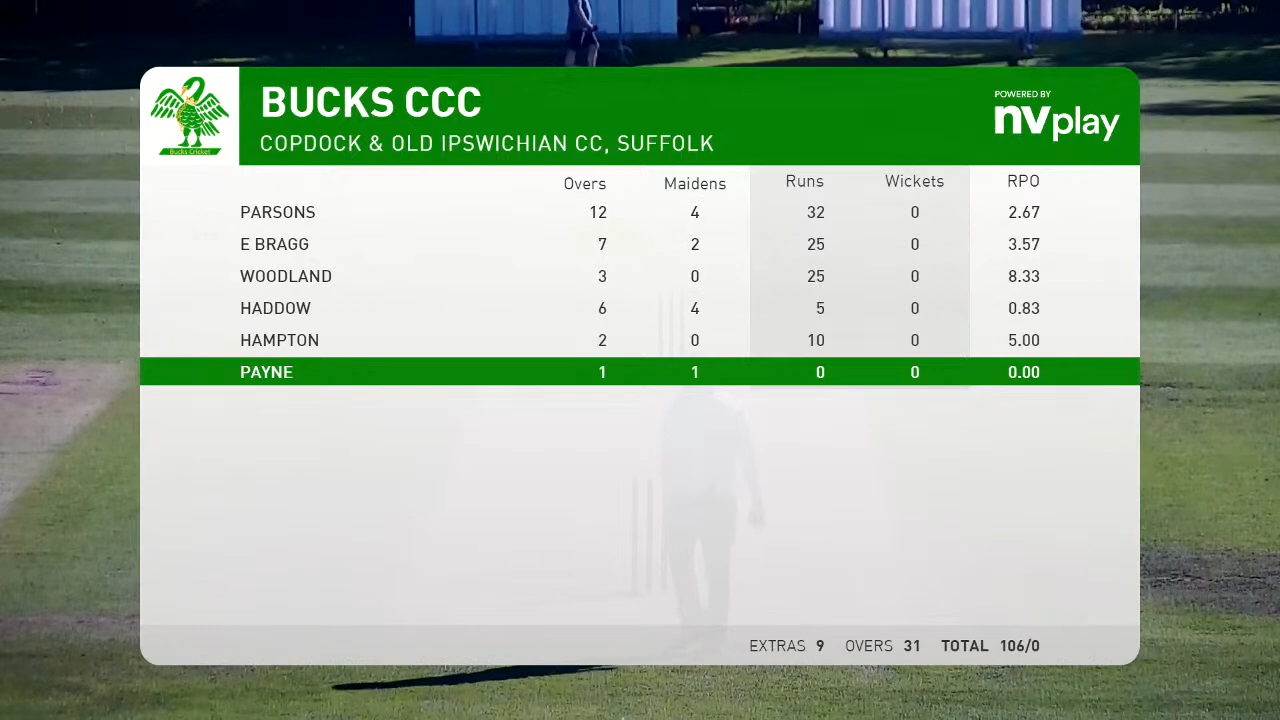 BUCKS CCC
COPDOCK & OLD IPSWICHIAN CC, SUFFOLK
POWERED BY
nvplay
Bucks Cricket
Overs Maidens Runs Wickets RPO
PARSONS 12 4 32 0 2.67
E BRAGG 7 2 25 0 3.57
WOODLAND 3 0 25 0 8.33
HADDOW 6 4 5 0 0.83
HAMPTON 2 0 10 0 5.00
PAYNE 1 1 0 0 0.00
EXTRAS 9 OVERS 31 TOTAL 106/0